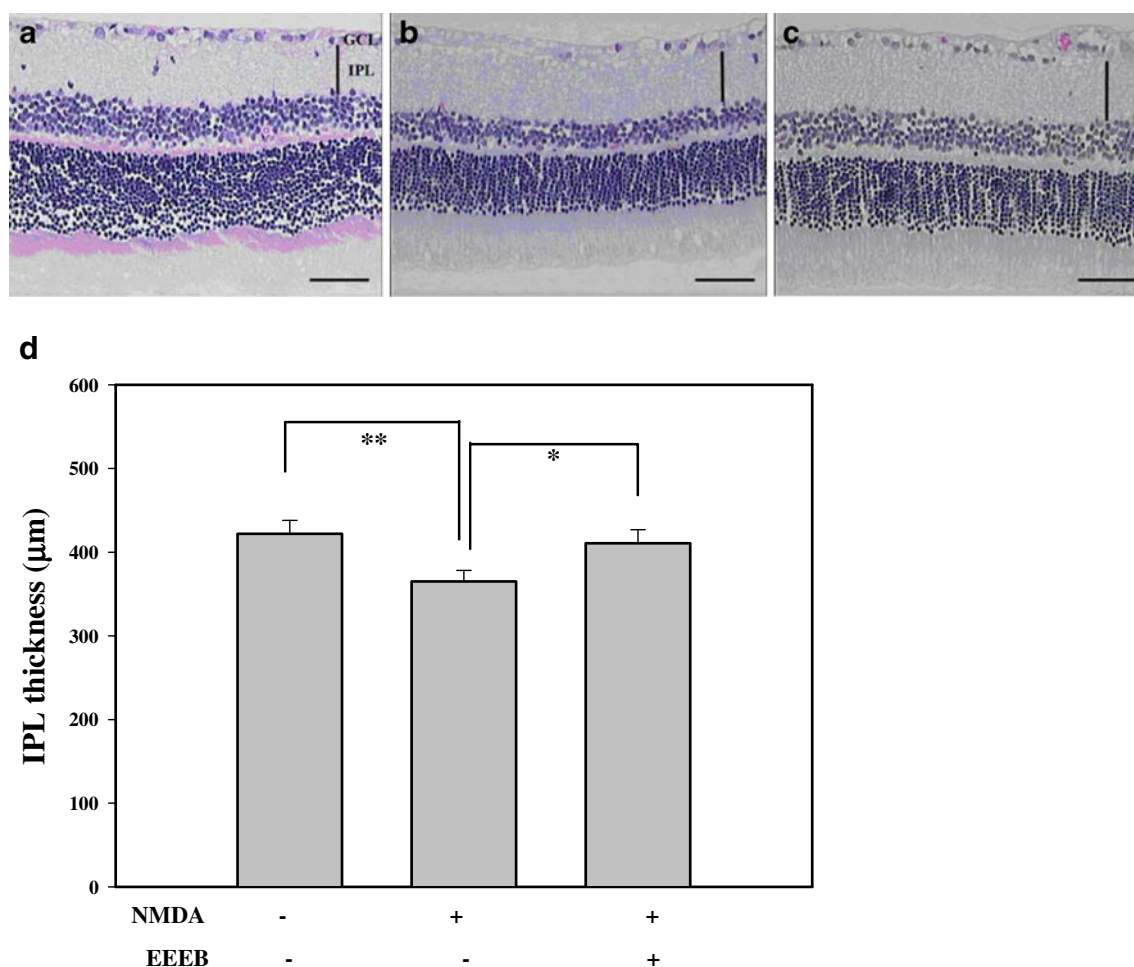 a
GCL
IPL
b
c
d
600
500
400
300
200
100
0
IPL thickness (µm)
**
*
NMDA - + +
EEEB - - +